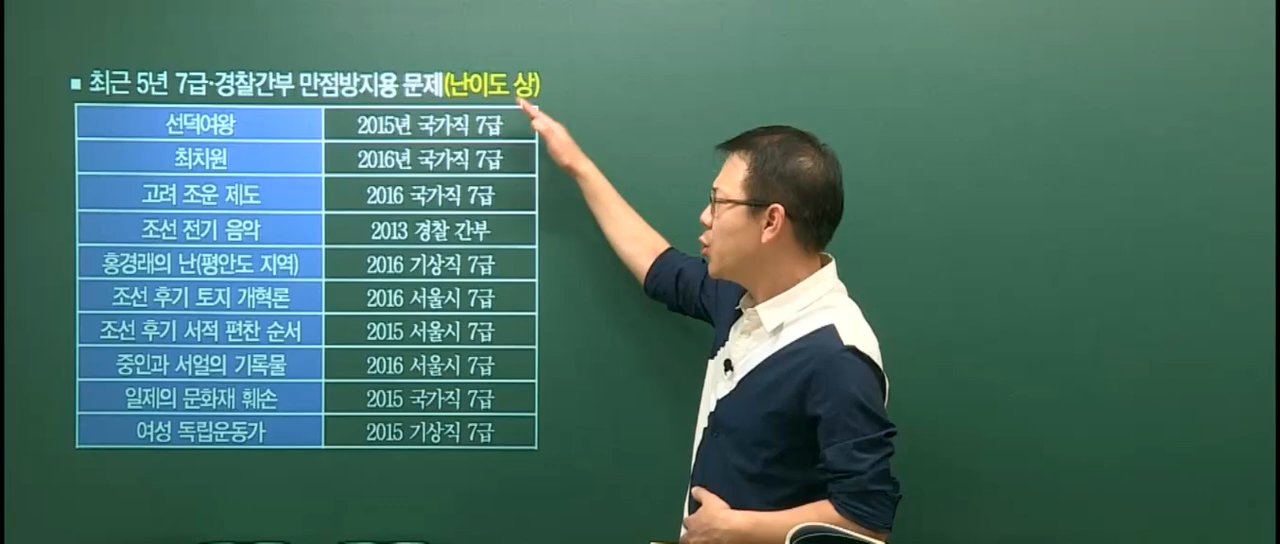 ▪ 최근 5년 7급·경찰간부 만점방지용 문제(난이도 상)
선덕여왕 2015년 국가직 7급
최치원 2016년 국가직 7급
고려 조운 제도 2016 국가직 7급
조선 전기 음악 2013 경찰 간부
홍경래의 난(평안도 지역) 2016 기상직 7급
조선 후기 토지 개혁론 2016 서울시 7급
조선 후기 서적 편찬 순서 2015 서울시 7급
중인과 서얼의 기록물 2016 서울시 7급
일제의 문화재 훼손 2015 국가직 7급
여성 독립운동가 2015 기상직 7급